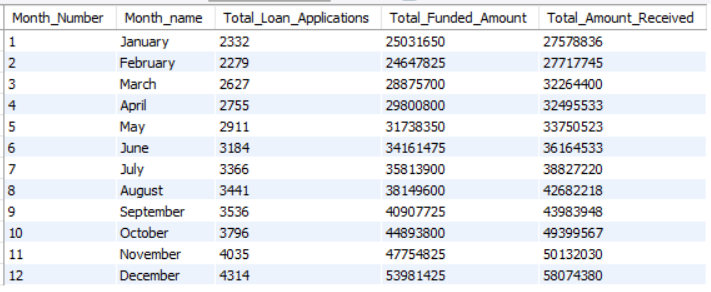 Month_Number Month_name Total_Loan_Applications Total_Funded_Amount Total_Amount_Received
1 January 2332 25031650 27578836
2 February 2279 24647825 27717745
3 March 2627 28875700 32264400
4 April 2755 29800800 32495533
5 May 2911 31738350 33750523
6 June 3184 34161475 36164533
7 July 3366 35813900 38827220
8 August 3441 38149600 42682218
9 September 3536 40907725 43983948
10 October 3796 44893800 49399567
11 November 4035 47754825 50132030
12 December 4314 53981425 58074380